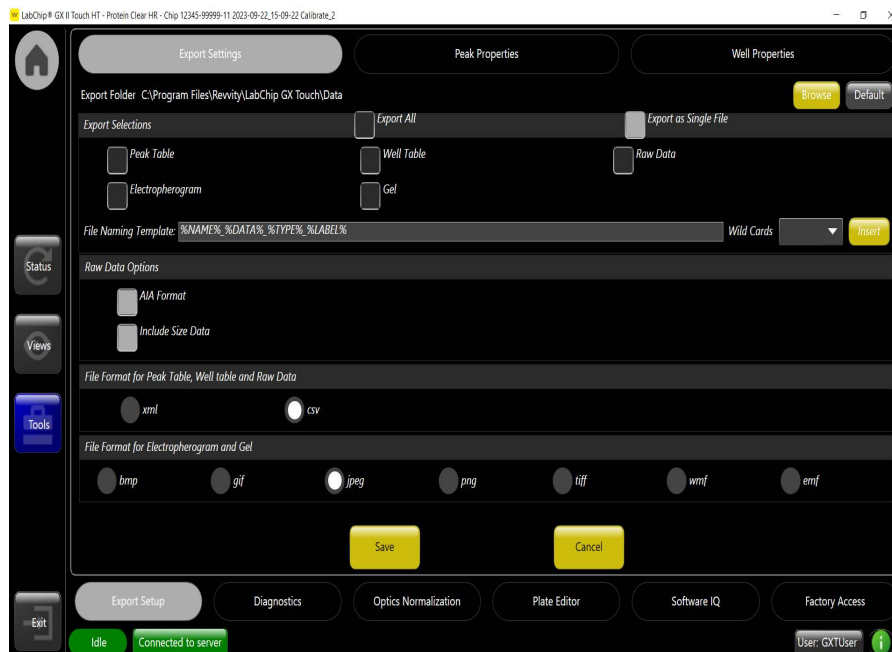 LabChip® GX II Touch HT - Protein Clear HR - Chip 12345-99999-11 2023-09-22_15-09-22 Calibrate_2
Export Settings Peak Properties Well Properties
Export Folder C:\Program Files\Revvity\LabChip GX Touch\Data Browse Default
Export Selections Export All Export as Single File
Peak Table Well Table Raw Data
Electropherogram Gel
File Naming Template: %NAME%_%DATA%_%TYPE%_%LABEL% Wild Cards Insert
Status
Raw Data Options
AIA Format
Include Size Data
Views
File Format for Peak Table, Well table and Raw Data
xml csv
Tools
File Format for Electropherogram and Gel
bmp gif jpeg png tiff wmf emf
Save Cancel
Export Setup Diagnostics Optics Normalization Plate Editor Software IQ Factory Access
Exit
Idle Connected to server User: GXTUser i